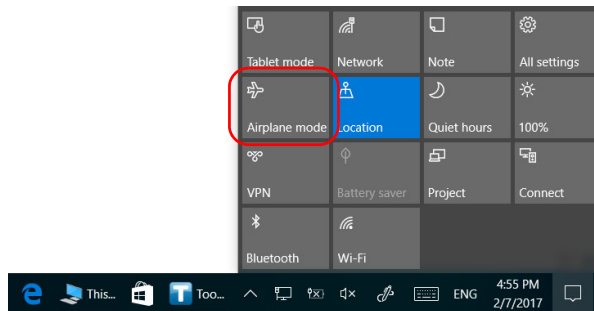 Tablet mode Network Note All settings
Airplane mode Location Quiet hours 100%
VPN Battery saver Project Connect
Bluetooth Wi-Fi
This... T Too... ENG 4:55 PM
2/7/2017